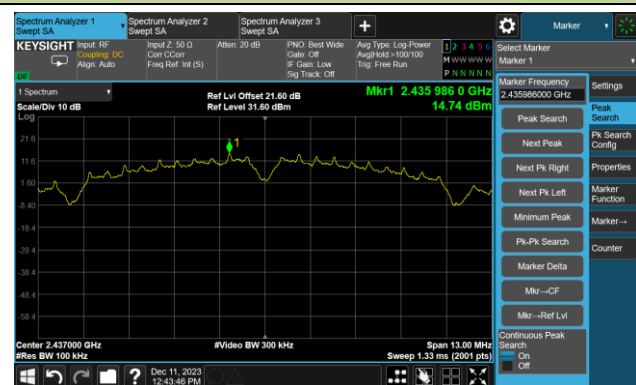 Spectrum Analyzer 1
Swept SA
Spectrum Analyzer 2
Swept SA
Spectrum Analyzer 3
Swept SA
+
Marker
KEYSIGHT
Input: RF
Coupling: DC
Align: Auto
Input Z: 50 Ω
Corr CCorr
Freq Ref: Int (S)
Atten: 20 dB
PNO: Best Wide
Gate: Off
IF Gain: Low
Sig Track: Off
Avg Type: Log-Power
Avg|Hold:>100/100
Trig: Free Run
1 2 3 4 5 6
M W W W W W
P N N N N N
Select Marker
Marker 1
1 Spectrum
Scale/Div 10 dB
Log
Ref Lvl Offset 21.60 dB
Ref Level 31.60 dBm
Mkr1 2.435 986 0 GHz
14.74 dBm
1
21.6
11.6
1.60
-8.40
-18.4
-28.4
-38.4
-48.4
-58.4
Center 2.437000 GHz
#Res BW 100 kHz
#Video BW 300 kHz
Span 13.00 MHz
Sweep 1.33 ms (2001 pts)
Marker Frequency
2.435986000 GHz
Peak Search
Next Peak
Next Pk Right
Next Pk Left
Minimum Peak
Pk-Pk Search
Marker Delta
Mkr→CF
Mkr→Ref Lvl
Continuous Peak
Search
On
Off
Settings
Peak
Search
Pk Search
Config
Properties
Marker
Function
Marker→
Counter
?
Dec 11, 2023
12:43:46 PM